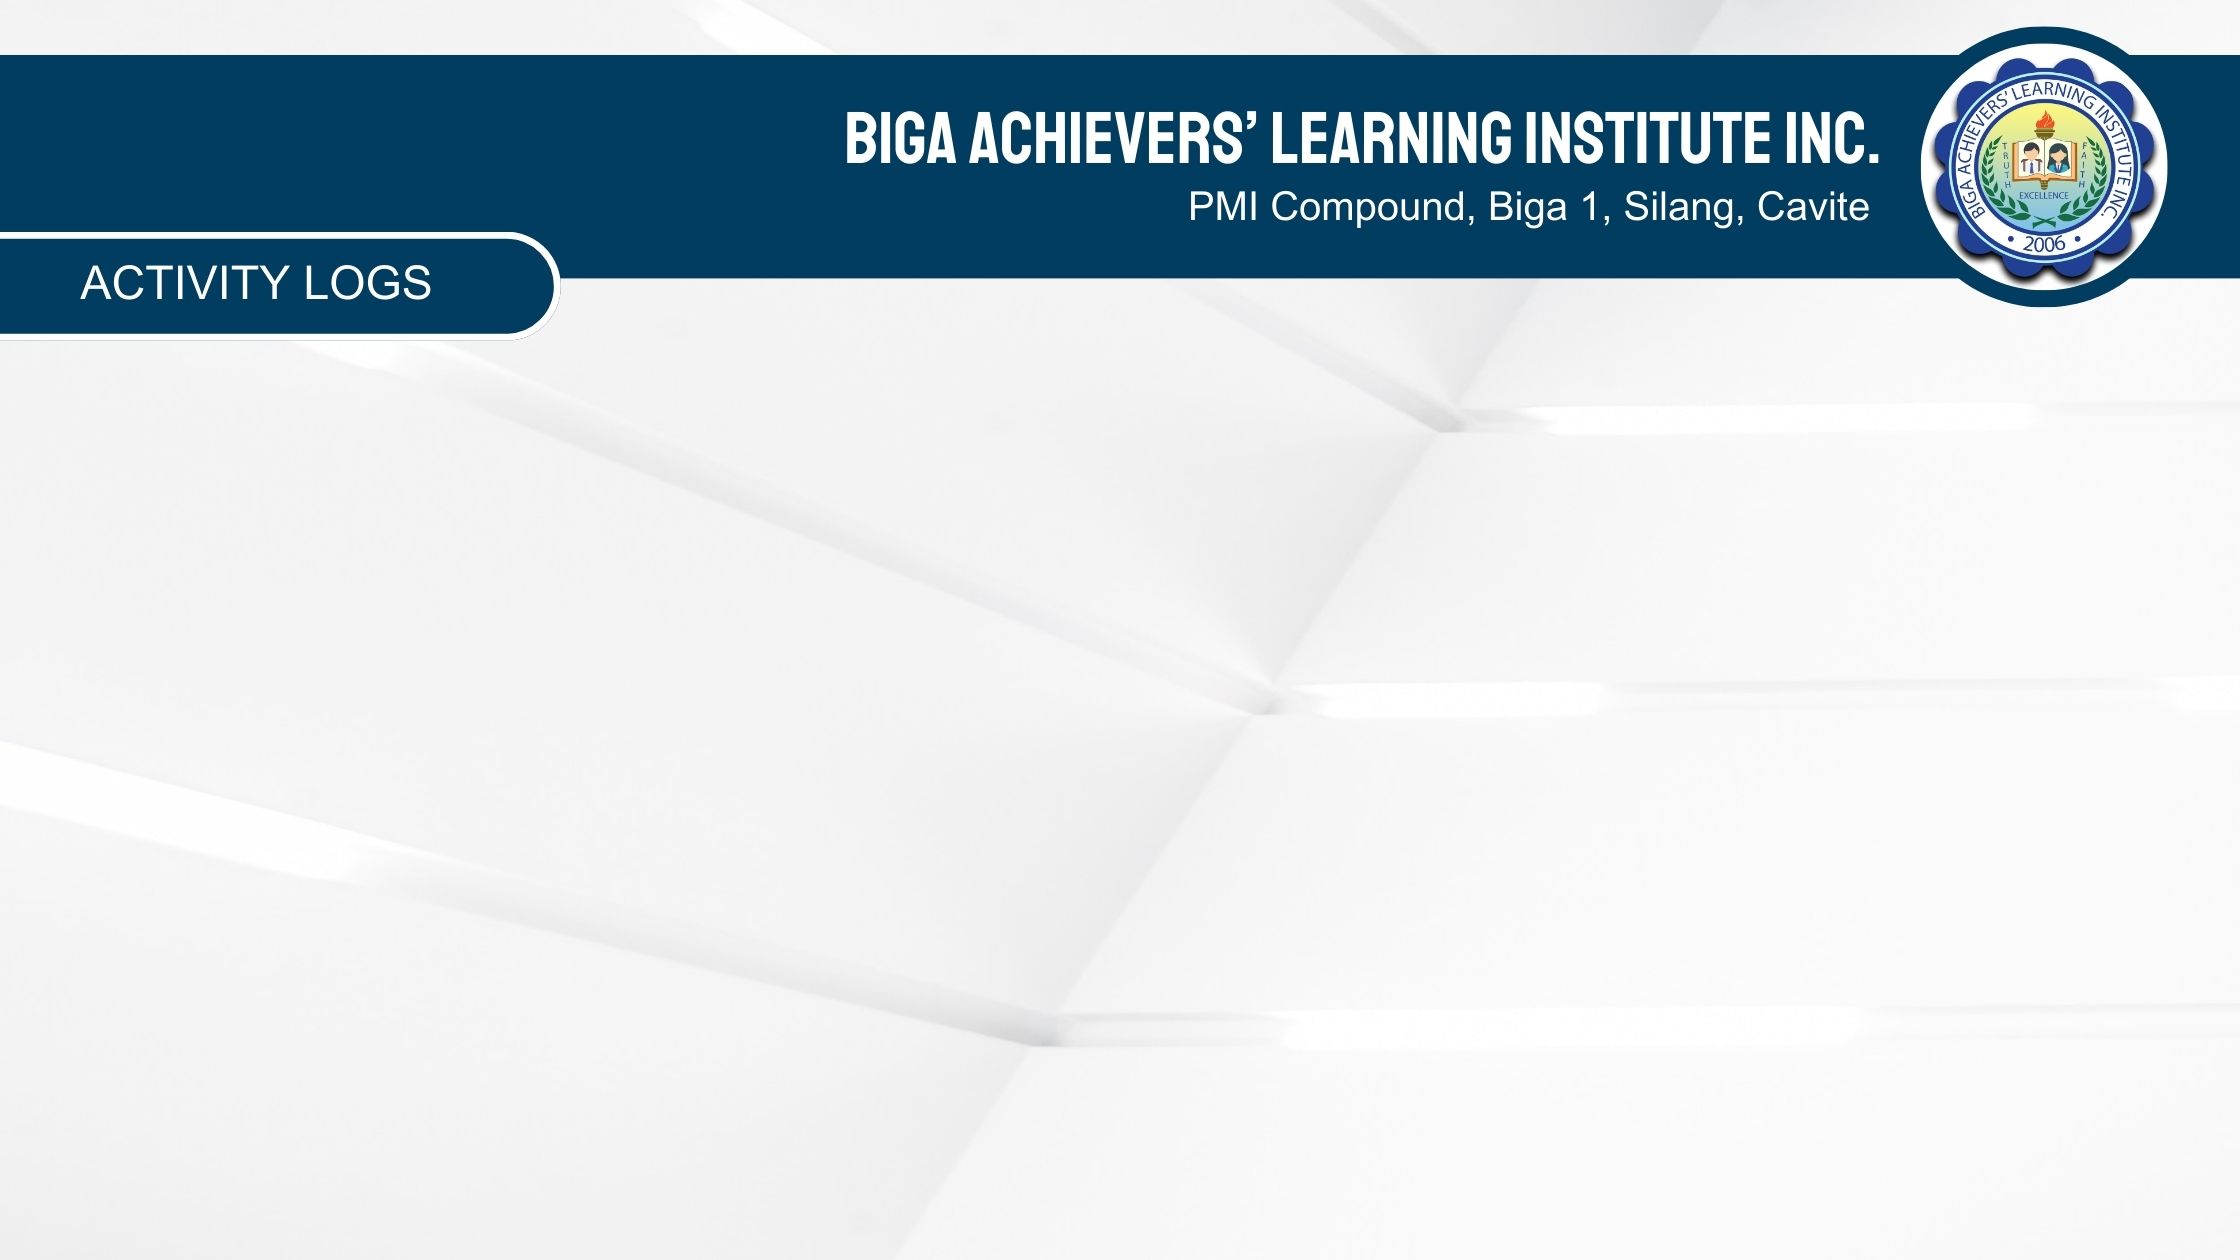 BIGA ACHIEVERS’ LEARNING INSTITUTE INC.
PMI Compound, Biga 1, Silang, Cavite
BIGA ACHIEVERS’ LEARNING INSTITUTE INC.
TRUTH
FAITH
EXCELLENCE
• 2006 •
ACTIVITY LOGS